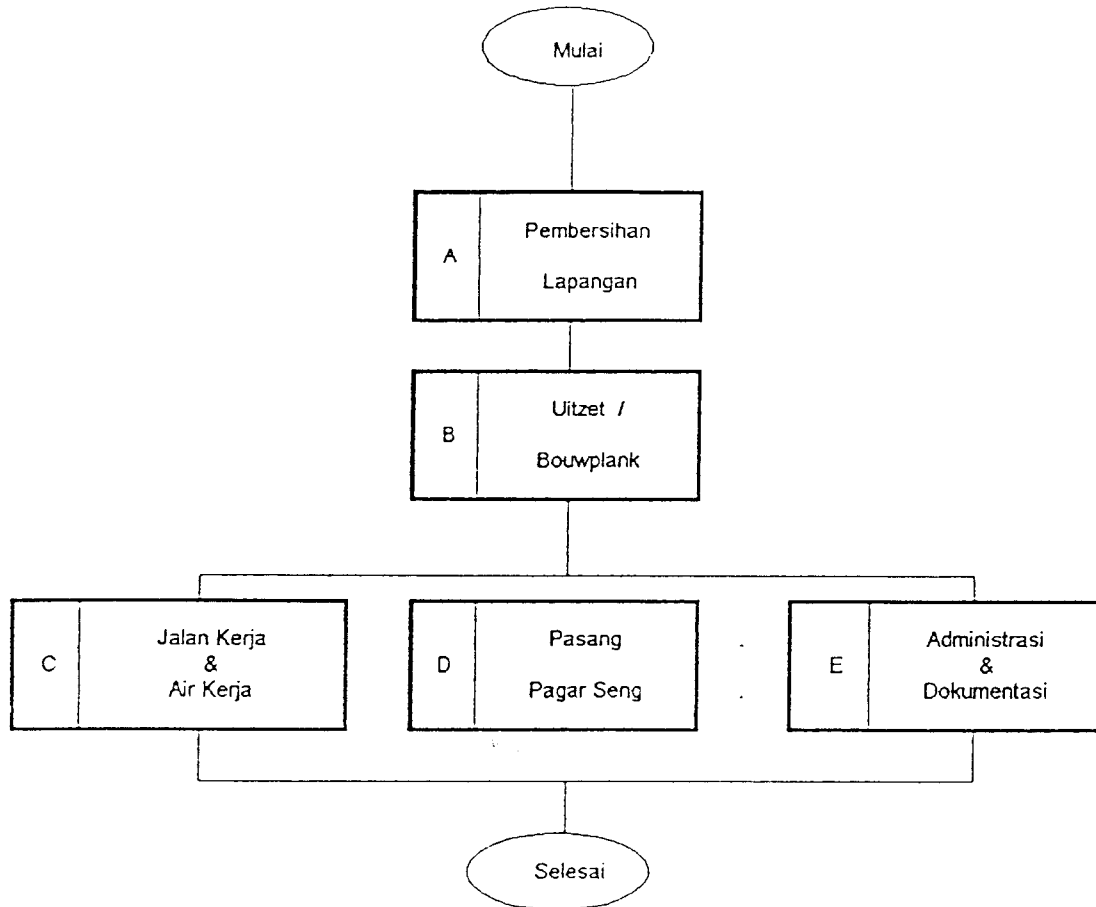 Mulai
A
Pembersihan
Lapangan
B
Uitzet /
Bouwplank
C
Jalan Kerja
&
Air Kerja
D
Pasang
Pagar Seng
E
Administrasi
&
Dokumentasi
Selesai